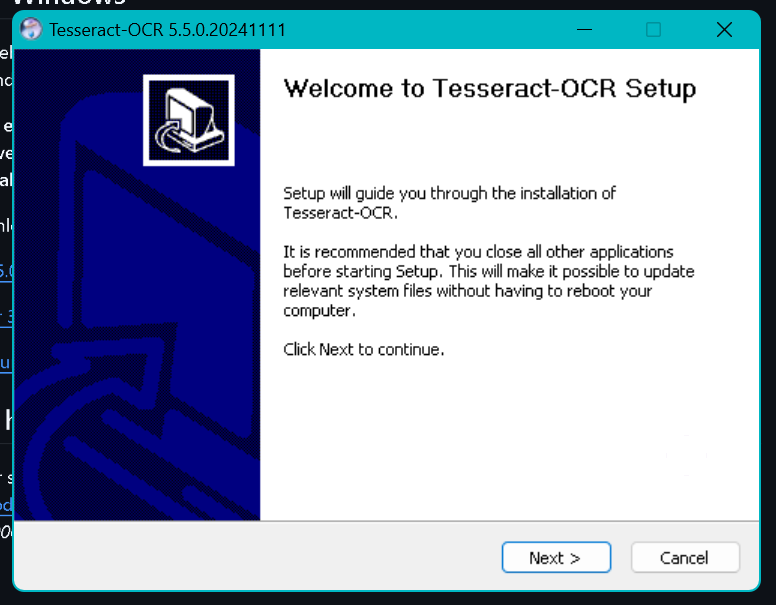 Windows
Tesseract-OCR 5.5.0.20241111
Welcome to Tesseract-OCR Setup
Setup will guide you through the installation of
Tesseract-OCR.
It is recommended that you close all other applications
before starting Setup. This will make it possible to update
relevant system files without having to reboot your
computer.
Click Next to continue.
Next >
Cancel